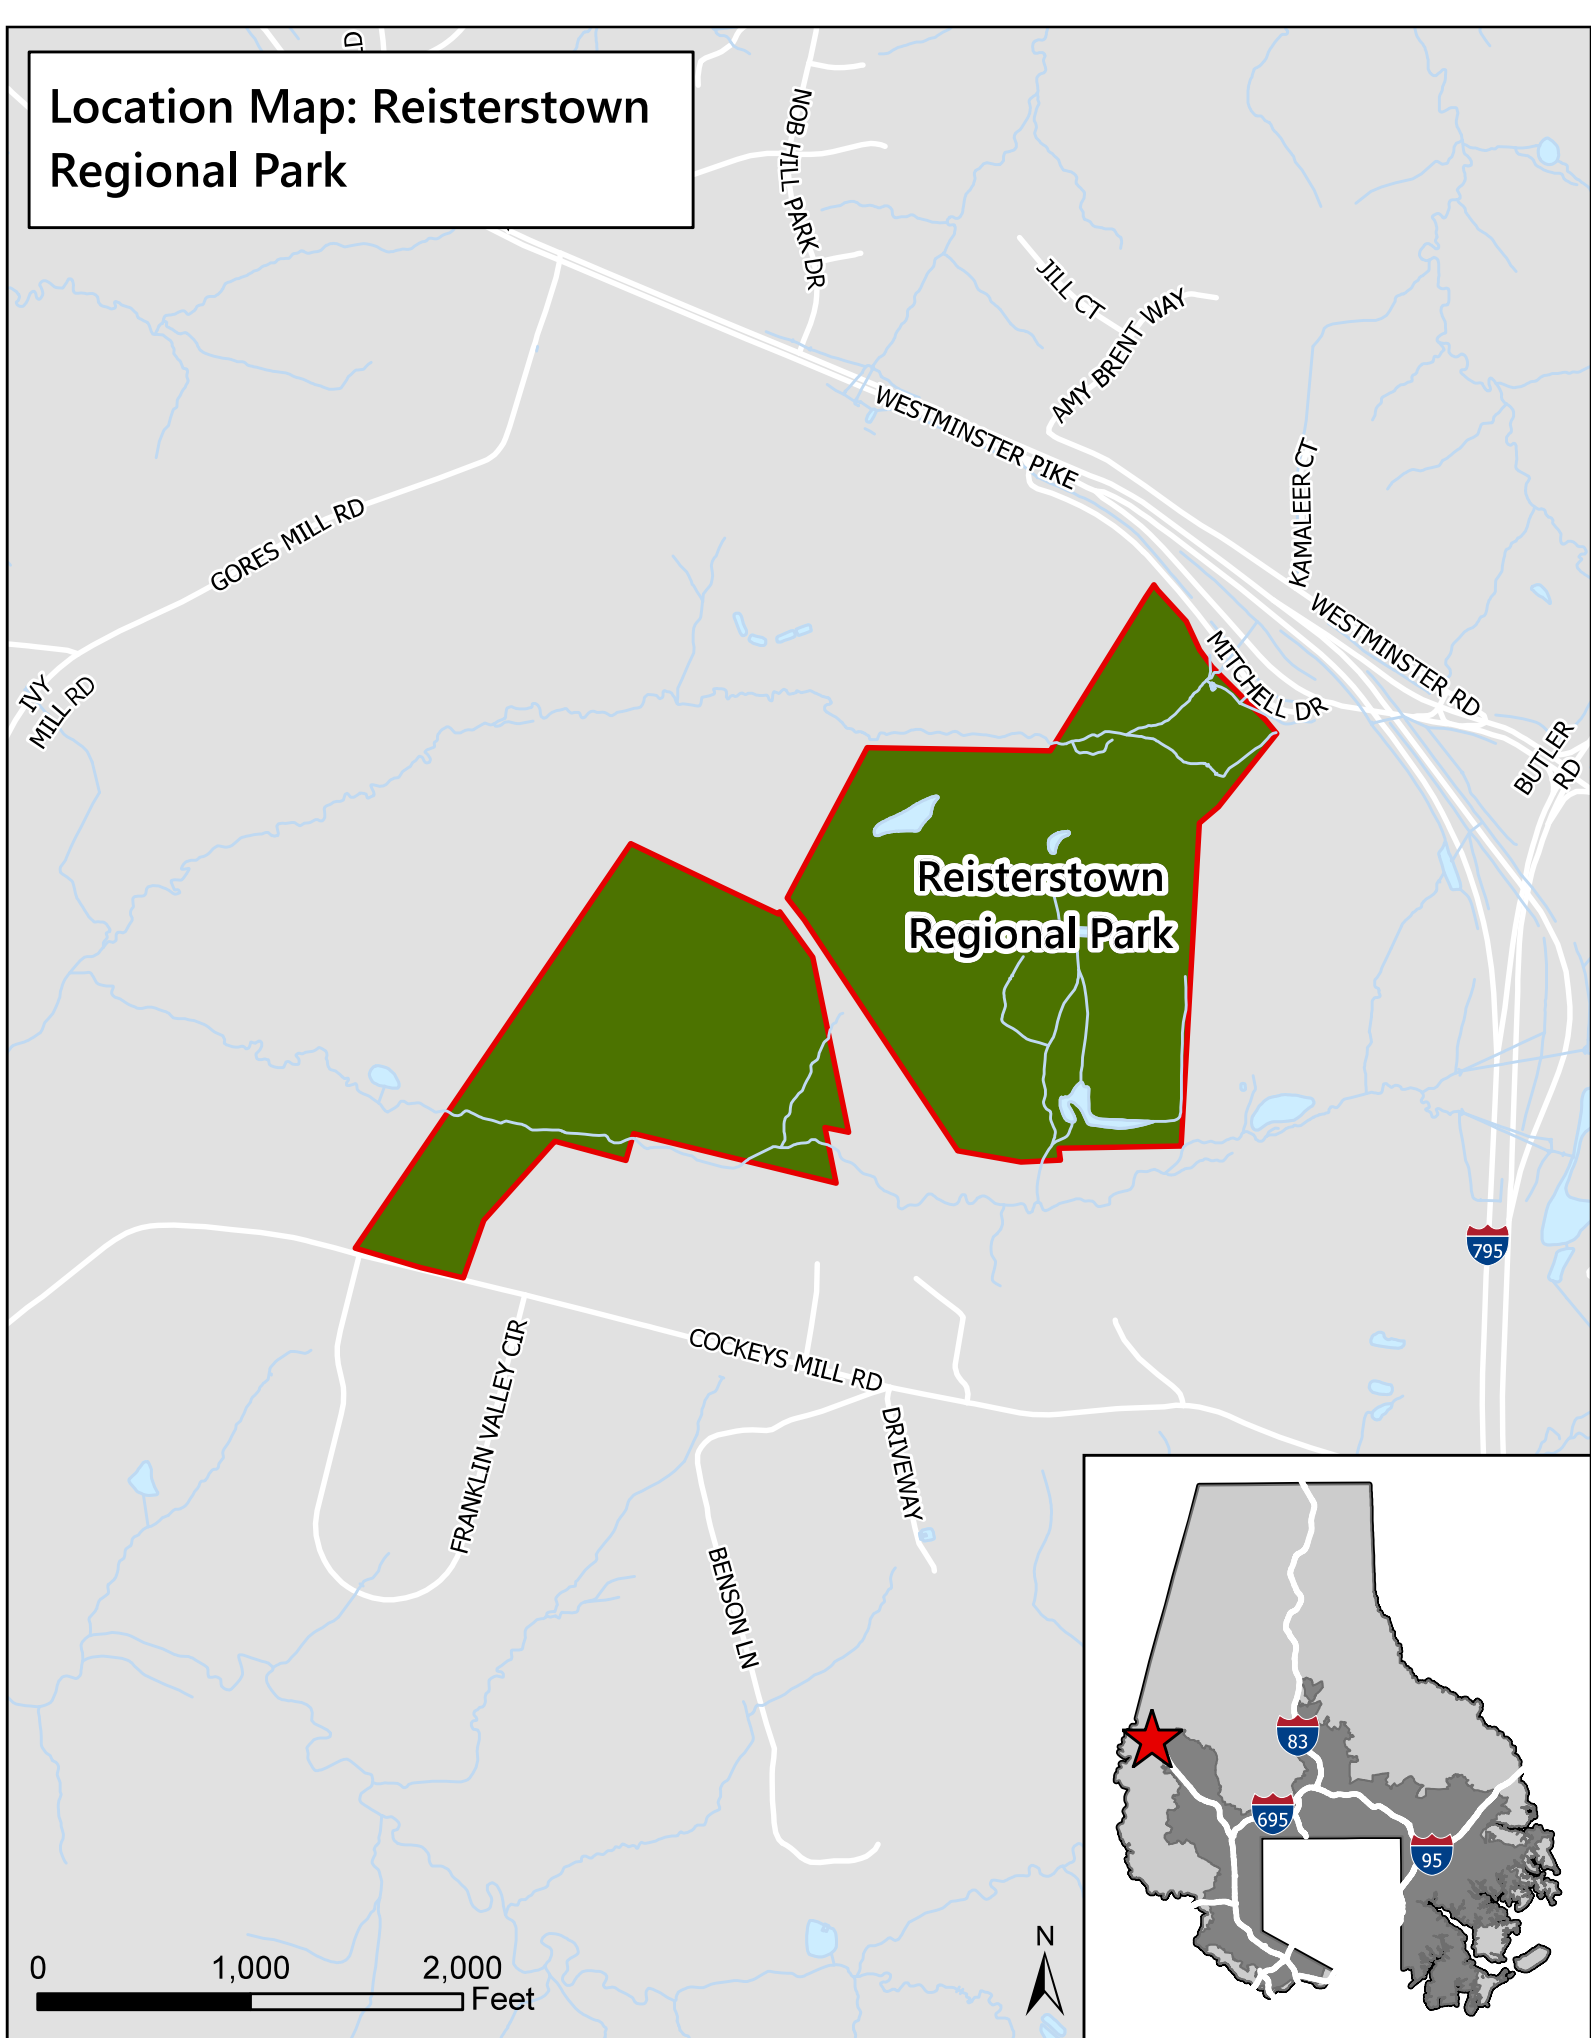 Location Map: Reisterstown
Regional Park
NOB HILL PARK DR
JILL CT
AMY BRENT WAY
WESTMINSTER PIKE
KAMALEER CT
GORES MILL RD
WESTMINSTER RD
MITCHELL DR
IVY
MILL RD
BUTLER
RD
Reisterstown
Regional Park
795
COCKEYS MILL RD
FRANKLIN VALLEY CIR
DRIVEWAY
BENSON LN
83
695
95
N
0 1,000 2,000
Feet